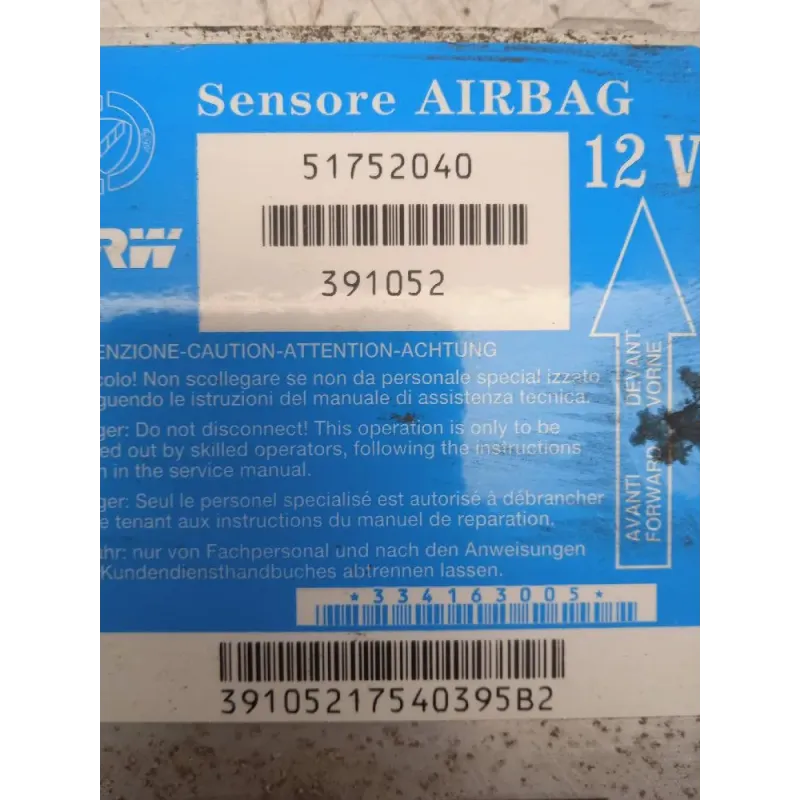 Sensore AIRBAG
51752040
12 V
RW
391052
ENZIONE-CAUTION-ATTENTION-ACHTUNG
colo! Non scollegare se non da personale specializzato
guendo le istruzioni del manuale di assistenza tecnica.
ger: Do not disconnect! This operation is only to be
ed out by skilled operators, following the instructions
n in the service manual.
ger: Seul le personel specialisé est autorisé à débrancher
e tenant aux instructions du manuel de reparation.
ahr: nur von Fachpersonal und nach den Anweisungen
Kundendiensthandbuches abtrennen lassen.
AVANTI DEVANT
FORWARD VORNE
*334163005*
39105217540395B2